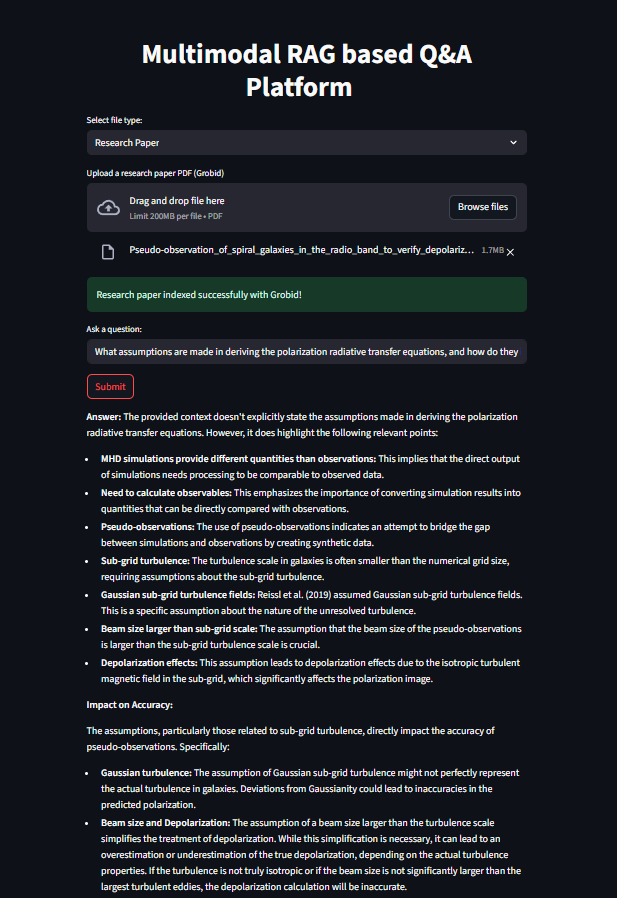 Multimodal RAG based Q&A
Platform
Select file type:
Research Paper
Upload a research paper PDF (Grobid)
Drag and drop file here
Limit 200MB per file • PDF
Browse files
Pseudo-observation_of_spiral_galaxies_in_the_radio_band_to_verify_depolariz... 1.7MB
Research paper indexed successfully with Grobid!
Ask a question:
What assumptions are made in deriving the polarization radiative transfer equations, and how do they
Submit
Answer: The provided context doesn't explicitly state the assumptions made in deriving the polarization
radiative transfer equations. However, it does highlight the following relevant points:
• MHD simulations provide different quantities than observations: This implies that the direct output
of simulations needs processing to be comparable to observed data.
• Need to calculate observables: This emphasizes the importance of converting simulation results into
quantities that can be directly compared with observations.
• Pseudo-observations: The use of pseudo-observations indicates an attempt to bridge the gap
between simulations and observations by creating synthetic data.
• Sub-grid turbulence: The turbulence scale in galaxies is often smaller than the numerical grid size,
requiring assumptions about the sub-grid turbulence.
• Gaussian sub-grid turbulence fields: Reissl et al. (2019) assumed Gaussian sub-grid turbulence fields.
This is a specific assumption about the nature of the unresolved turbulence.
• Beam size larger than sub-grid scale: The assumption that the beam size of the pseudo-observations
is larger than the sub-grid turbulence scale is crucial.
• Depolarization effects: This assumption leads to depolarization effects due to the isotropic turbulent
magnetic field in the sub-grid, which significantly affects the polarization image.
Impact on Accuracy:
The assumptions, particularly those related to sub-grid turbulence, directly impact the accuracy of
pseudo-observations. Specifically:
• Gaussian turbulence: The assumption of Gaussian sub-grid turbulence might not perfectly represent
the actual turbulence in galaxies. Deviations from Gaussianity could lead to inaccuracies in the
predicted polarization.
• Beam size and Depolarization: The assumption of a beam size larger than the turbulence scale
simplifies the treatment of depolarization. While this simplification is necessary, it can lead to an
overestimation or underestimation of the true depolarization, depending on the actual turbulence
properties. If the turbulence is not truly isotropic or if the beam size is not significantly larger than the
largest turbulent eddies, the depolarization calculation will be inaccurate.